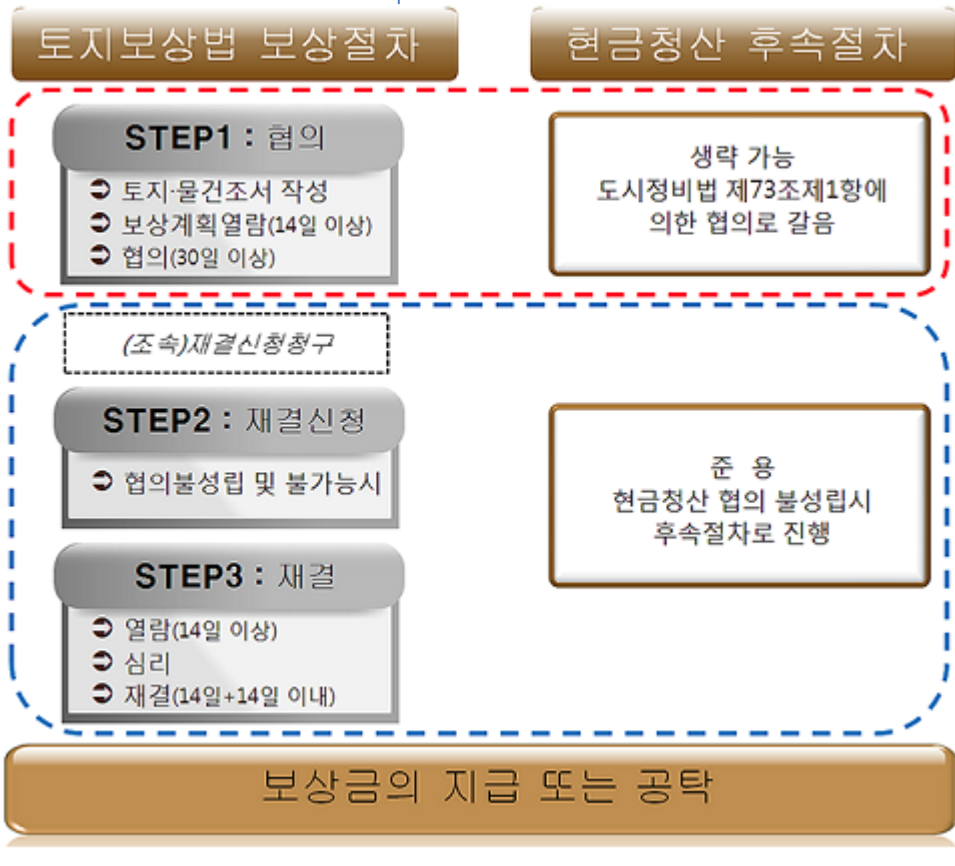 토지보상법 보상절차
현금청산 후속절차
STEP1 : 협의
토지·물건조서 작성
보상계획열람(14일 이상)
협의(30일 이상)
생략 가능
도시정비법 제73조제1항에
의한 협의로 갈음
(조속)재결신청청구
STEP2 : 재결신청
협의불성립 및 불가능시
STEP3 : 재결
열람(14일 이상)
심리
재결(14일+14일 이내)
준 용
현금청산 협의 불성립시
후속절차로 진행
보상금의 지급 또는 공탁